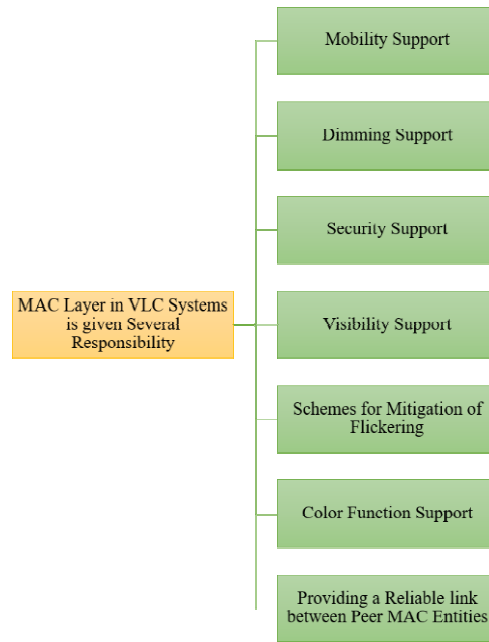 Mobility Support
Dimming Support
Security Support
MAC Layer in VLC Systems
is given Several
Responsibility
Visibility Support
Schemes for Mitigation of
Flickering
Color Function Support
Providing a Reliable link
between Peer MAC Entities